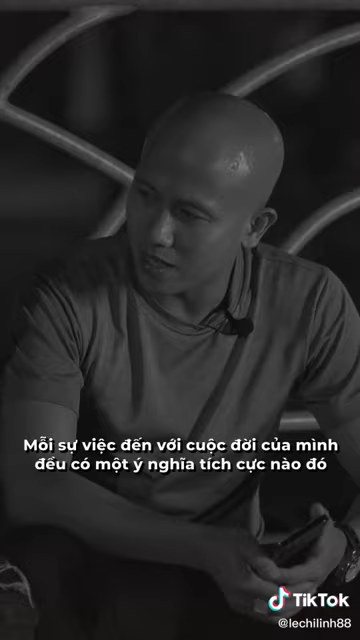 Mỗi sự việc đến với cuộc đời của mình
đều có một ý nghĩa tích cực nào đó
TikTok
@lechilinh88